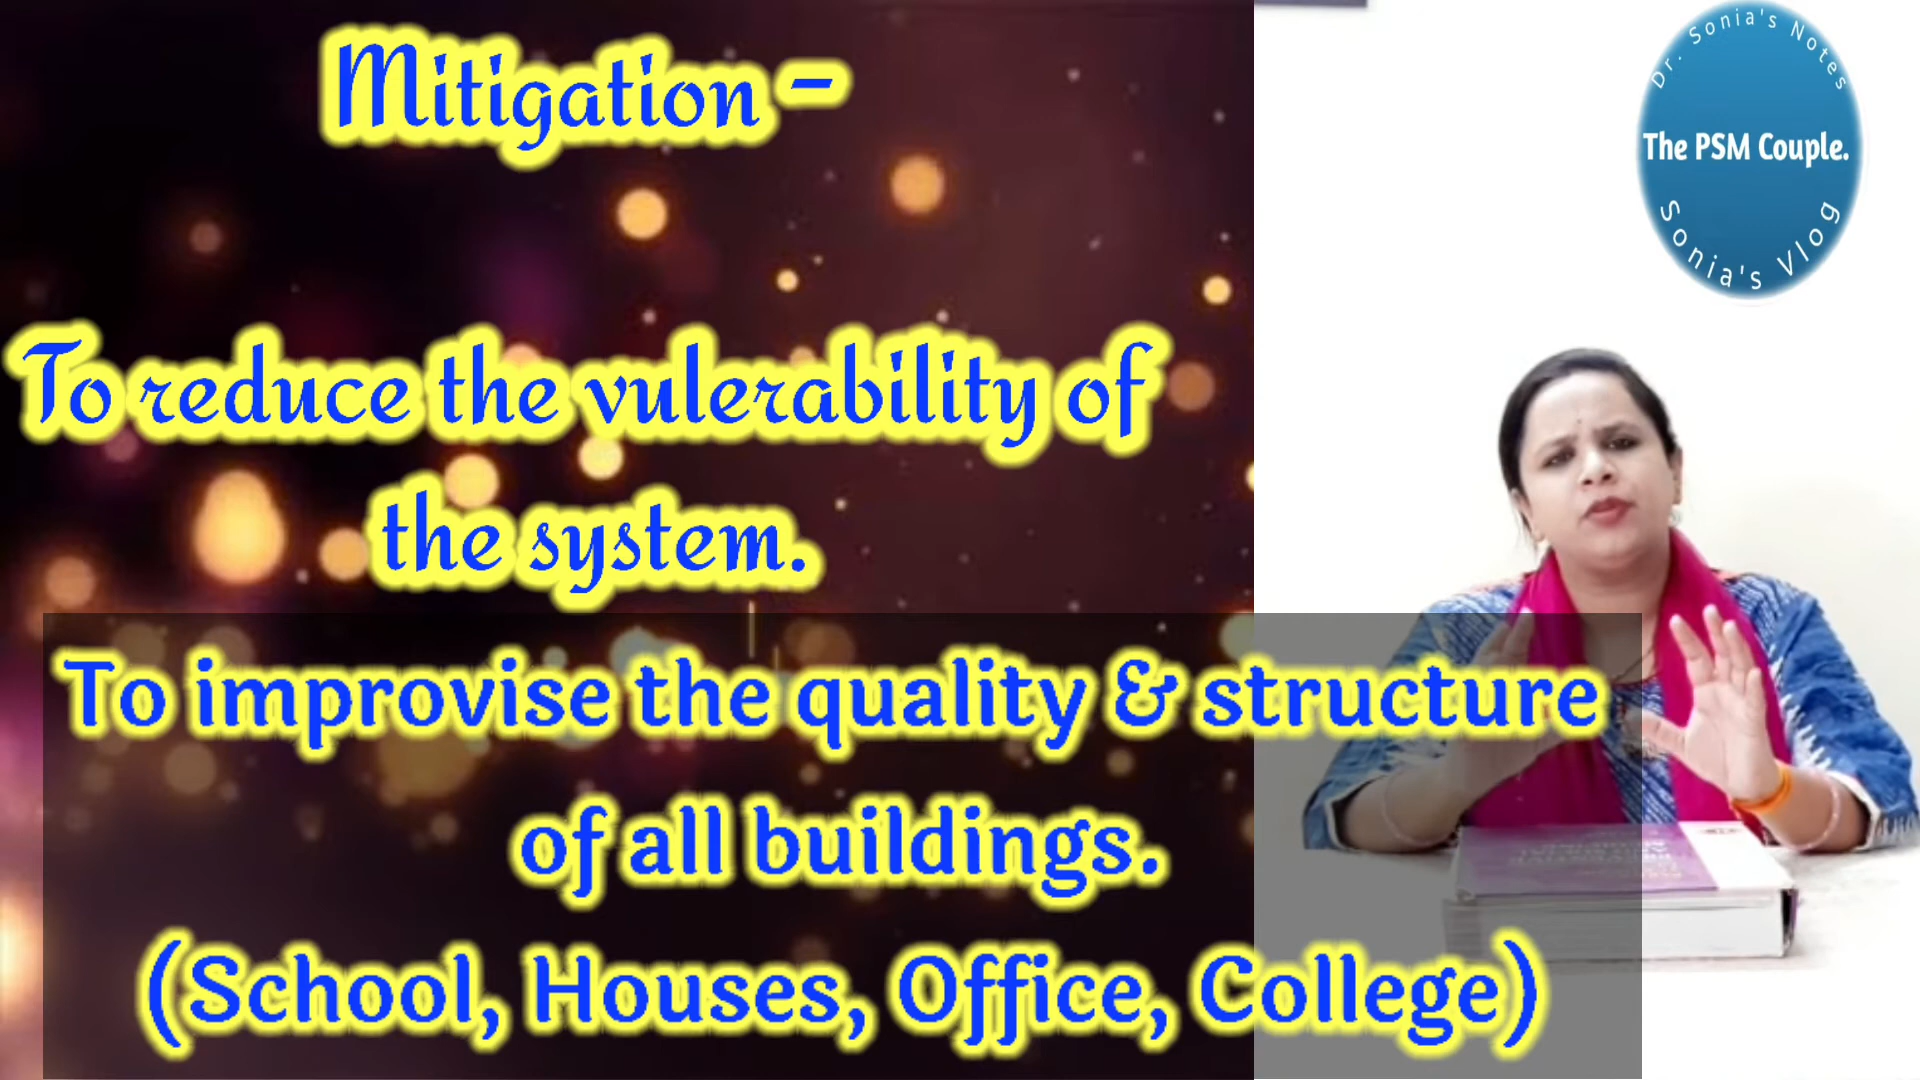 Mitigation -
To reduce the vulerability of
the system.
To improvise the quality & structure
of all buildings.
(School, Houses, Office, College)
Dr. Sonia's Notes
The PSM Couple.
Sonia's Vlog